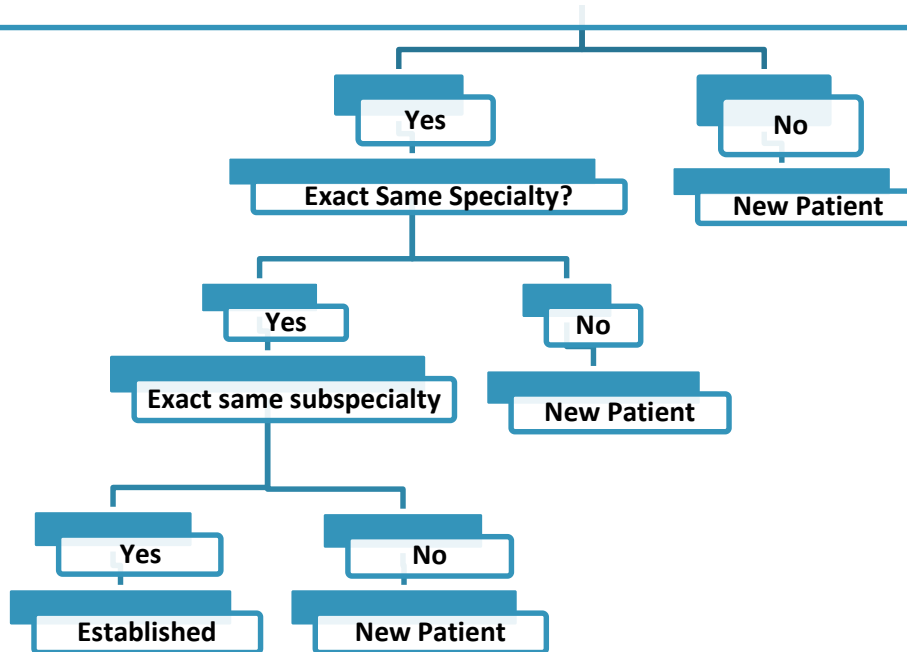 Yes
No
Exact Same Specialty?
New Patient
Yes
No
Exact same subspecialty
New Patient
Yes
No
Established
New Patient